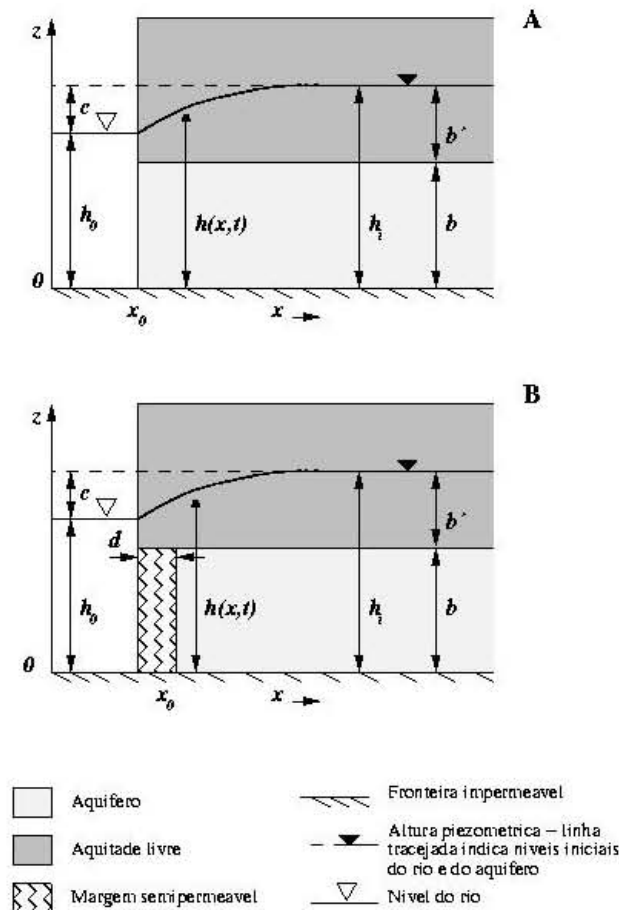 A
z
c
b´
h₀
h(x,t)
hᵢ
b
0
x₀
x
B
z
c
b´
d
h₀
h(x,t)
hᵢ
b
0
x₀
x
Aquifero
Fronteira impermeavel
Aquitade livre
Altura piezometrica – linha
tracejada indica niveis iniciais
do rio e do aquifero
Margem semipermeavel
Nivel do rio